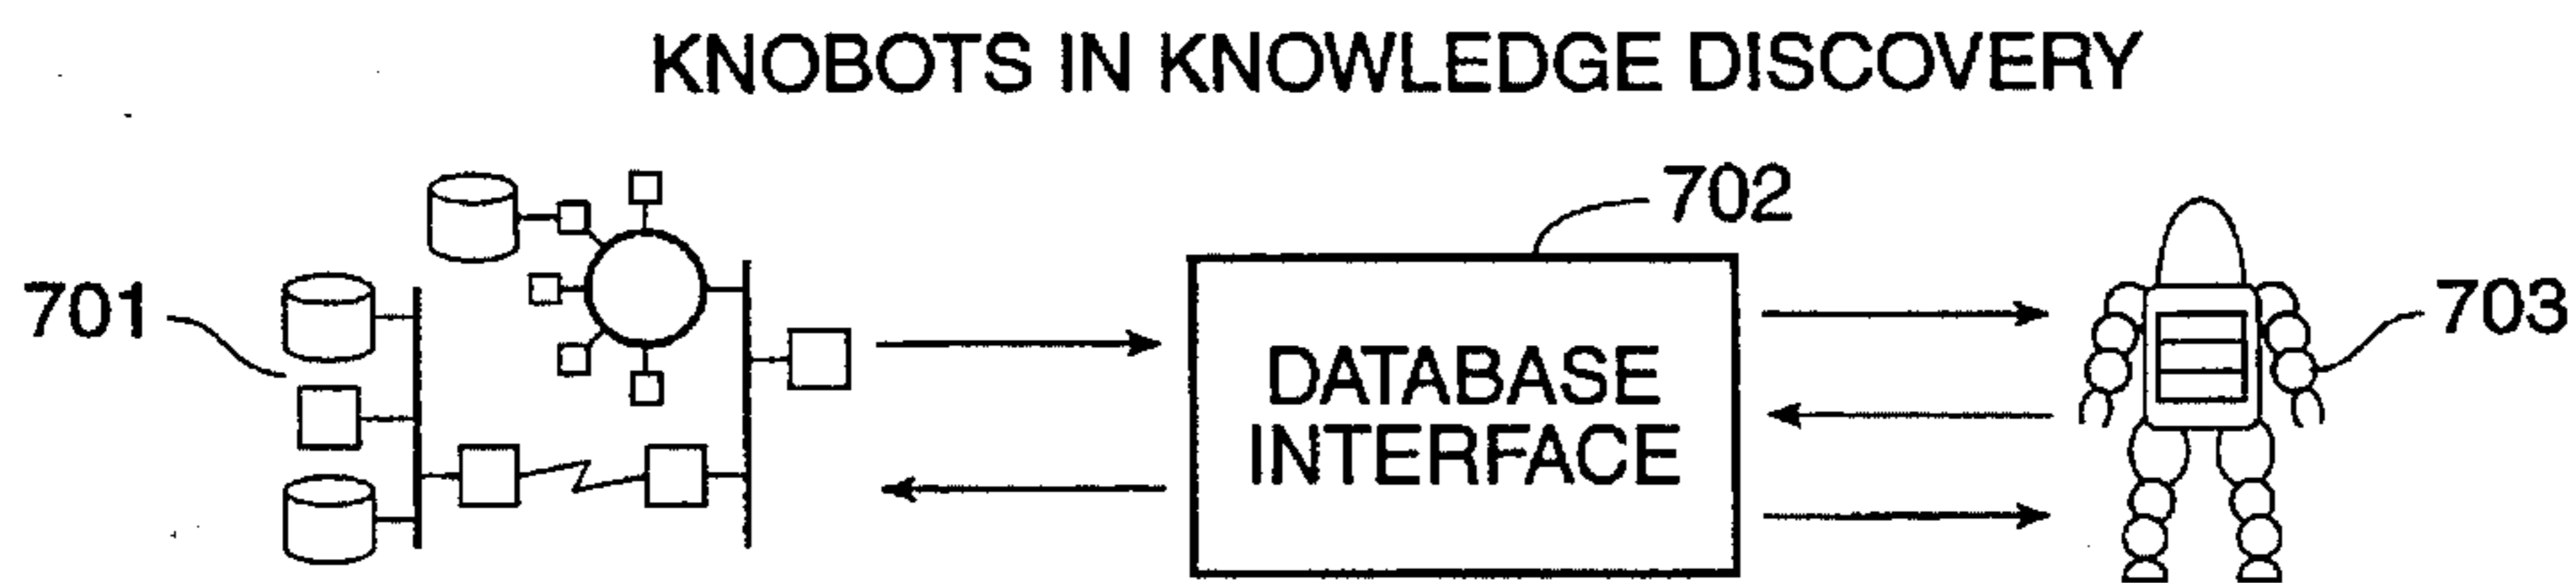 KNOBOTS IN KNOWLEDGE DISCOVERY
702
701
703
DATABASE
INTERFACE